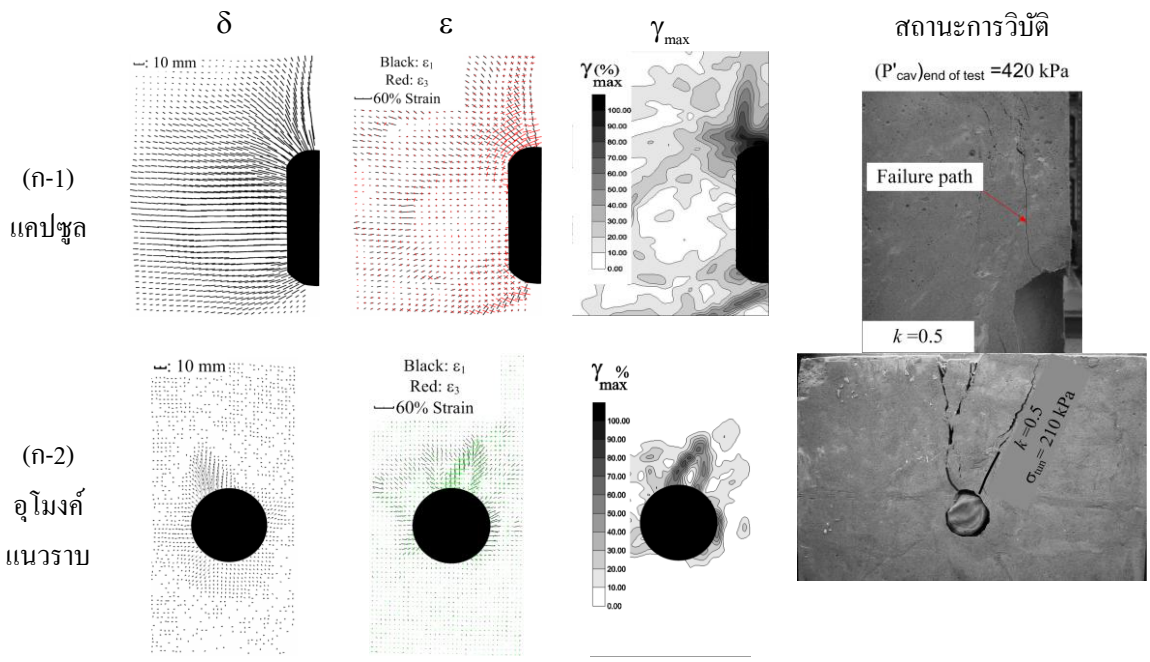 δ
ε
γmax
สถานะการวิบัติ
(ก-1)
แคปซูล
10 mm
Black: ε1
Red: ε3
60% Strain
γ(%)
max
100.00
90.00
80.00
70.00
60.00
50.00
40.00
30.00
20.00
10.00
0.00
(P'cav)end of test =420 kPa
Failure path
k=0.5
(ก-2)
อุโมงค์
แนวราบ
10 mm
Black: ε1
Red: ε3
60% Strain
γ %
max
100.00
90.00
80.00
70.00
60.00
50.00
40.00
30.00
20.00
10.00
0.00
k=0.5
σtun = 210 kPa